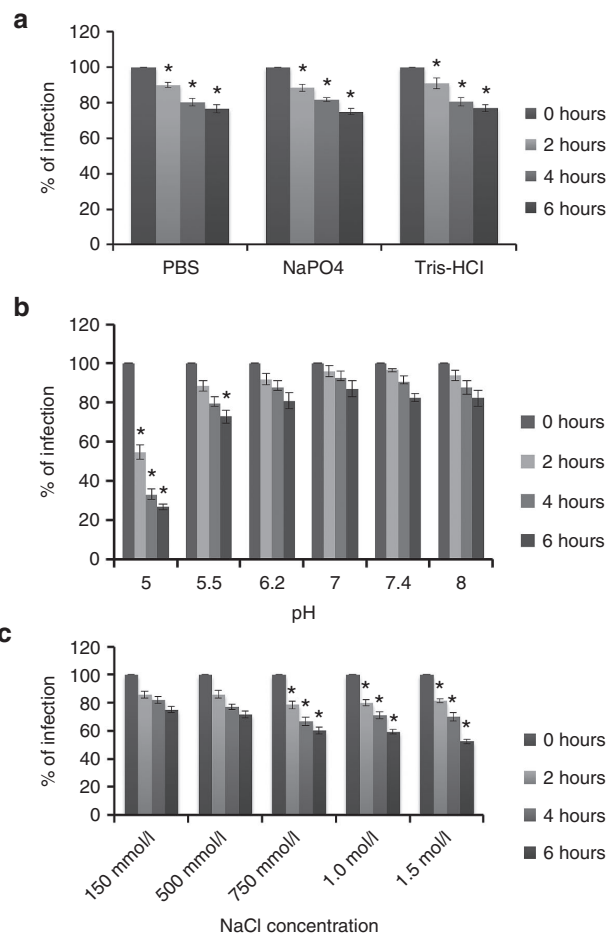 a
120
100
80
60
40
20
0
% of infection
* * *
* * *
* * *
PBS NaPO4 Tris-HCl
0 hours
2 hours
4 hours
6 hours
b
120
100
80
60
40
20
0
% of infection
* * *
*
5 5.5 6.2 7 7.4 8
pH
0 hours
2 hours
4 hours
6 hours
c
120
100
80
60
40
20
0
% of infection
* * *
* * *
* * *
150 mmol/l 500 mmol/l 750 mmol/l 1.0 mol/l 1.5 mol/l
NaCl concentration
0 hours
2 hours
4 hours
6 hours